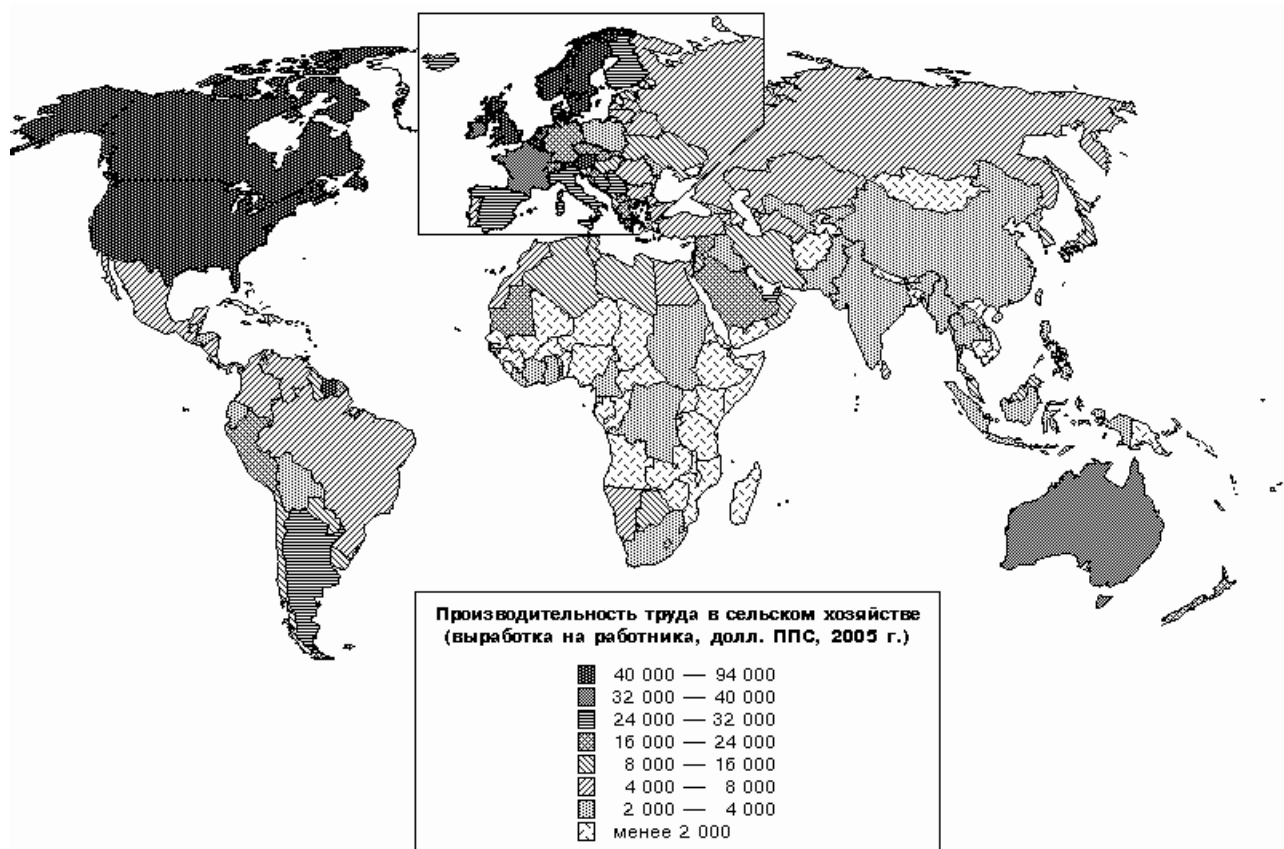 Производительность труда в сельском хозяйстве
(выработка на работника, долл. ППС, 2005 г.)
40 000 — 94 000
32 000 — 40 000
24 000 — 32 000
16 000 — 24 000
8 000 — 16 000
4 000 — 8 000
2 000 — 4 000
менее 2 000